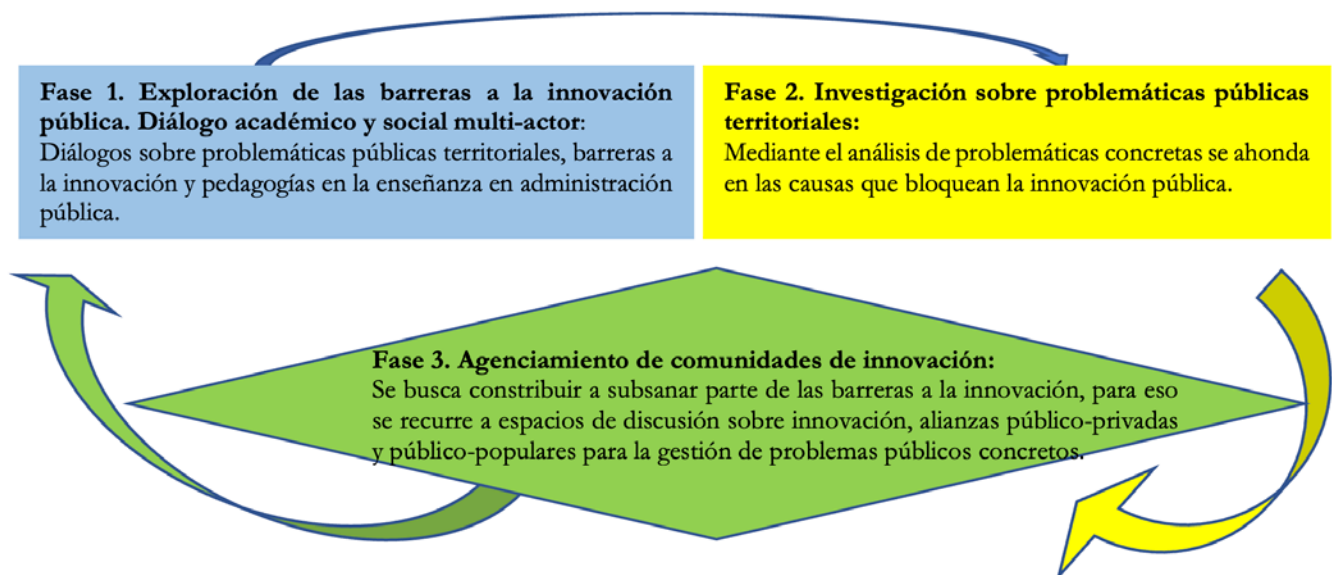 Fase 1. Exploración de las barreras a la innovación
pública. Diálogo académico y social multi-actor:
Diálogos sobre problemáticas públicas territoriales, barreras a
la innovación y pedagogías en la enseñanza en administración
pública.
Fase 2. Investigación sobre problemáticas públicas
territoriales:
Mediante el análisis de problemáticas concretas se ahonda
en las causas que bloquean la innovación pública.
Fase 3. Agenciamiento de comunidades de innovación:
Se busca constribuir a subsanar parte de las barreras a la innovación, para eso
se recurre a espacios de discusión sobre innovación, alianzas público-privadas
y público-populares para la gestión de problemas públicos concretos.